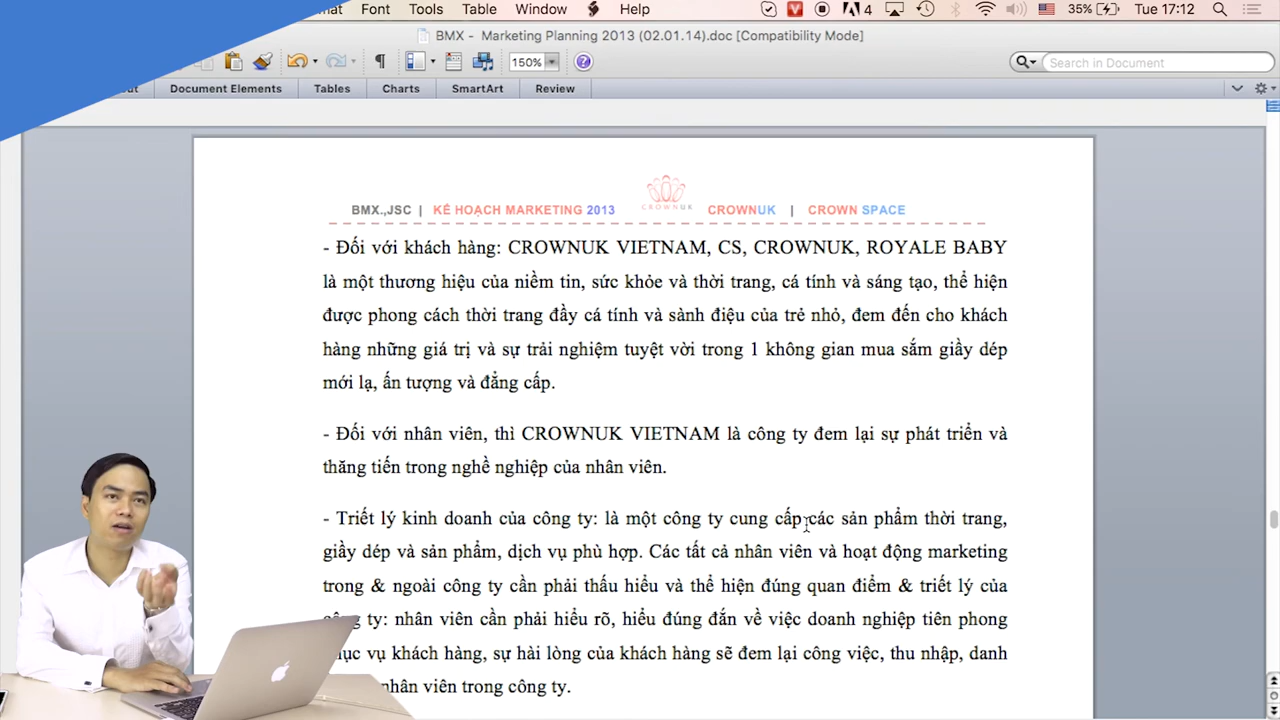 Font Tools Table Window Help 4 35% Tue 17:12
BMX - Marketing Planning 2013 (02.01.14).doc [Compatibility Mode]
150% Search in Document
Document Elements Tables Charts SmartArt Review
CROWNUK
BMX.,JSC | KẾ HOẠCH MARKETING 2013 CROWNUK | CROWN SPACE
- Đối với khách hàng: CROWNUK VIETNAM, CS, CROWNUK, ROYALE BABY
là một thương hiệu của niềm tin, sức khỏe và thời trang, cá tính và sáng tạo, thể hiện
được phong cách thời trang đầy cá tính và sành điệu của trẻ nhỏ, đem đến cho khách
hàng những giá trị và sự trải nghiệm tuyệt vời trong 1 không gian mua sắm giầy dép
mới lạ, ấn tượng và đẳng cấp.
- Đối với nhân viên, thì CROWNUK VIETNAM là công ty đem lại sự phát triển và
thăng tiến trong nghề nghiệp của nhân viên.
- Triết lý kinh doanh của công ty: là một công ty cung cấp các sản phẩm thời trang,
giầy dép và sản phẩm, dịch vụ phù hợp. Các tất cả nhân viên và hoạt động marketing
trong & ngoài công ty cần phải thấu hiểu và thể hiện đúng quan điểm & triết lý của
ty: nhân viên cần phải hiểu rõ, hiểu đúng đắn về việc doanh nghiệp tiên phong
vụ khách hàng, sự hài lòng của khách hàng sẽ đem lại công việc, thu nhập, danh
nhân viên trong công ty.